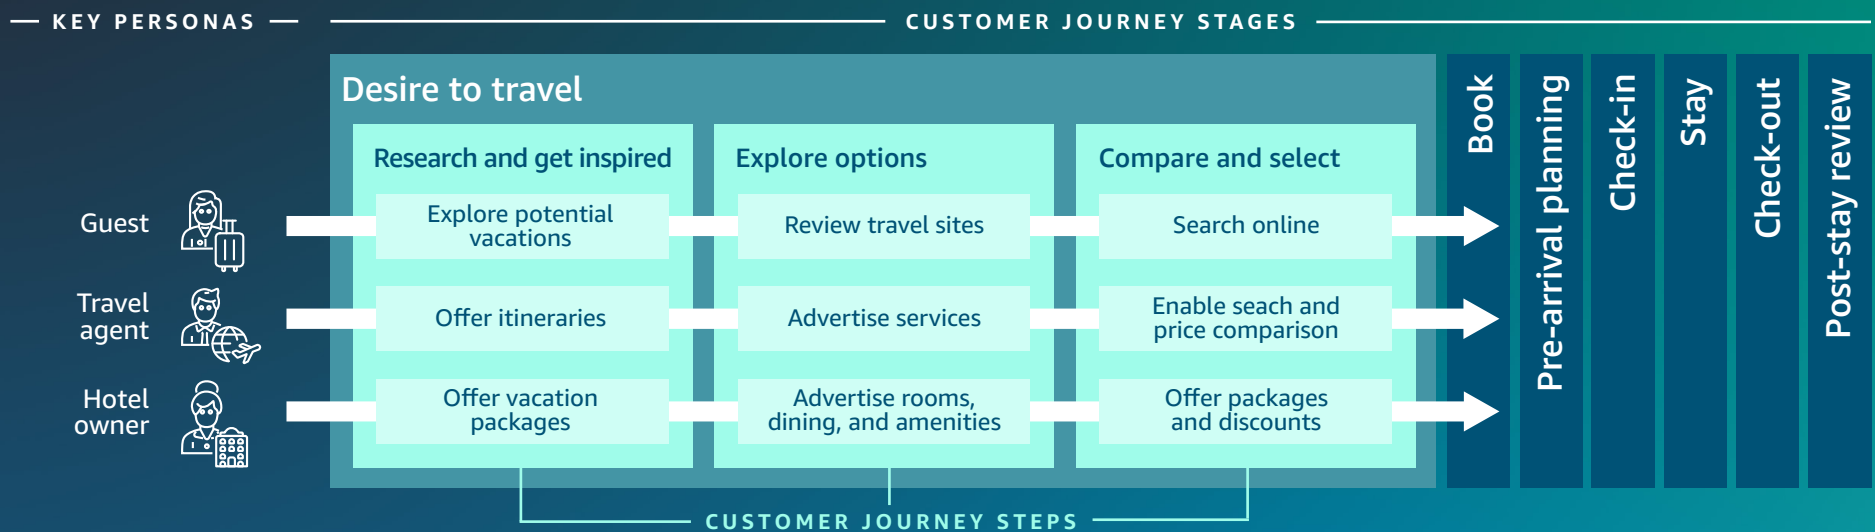 KEY PERSONAS
CUSTOMER JOURNEY STAGES
Desire to travel
Research and get inspired
Explore options
Compare and select
Guest
Explore potential
vacations
Review travel sites
Search online
Travel
agent
Offer itineraries
Advertise services
Enable seach and
price comparison
Hotel
owner
Offer vacation
packages
Advertise rooms,
dining, and amenities
Offer packages
and discounts
Book
Pre-arrival planning
Check-in
Stay
Check-out
Post-stay review
CUSTOMER JOURNEY STEPS